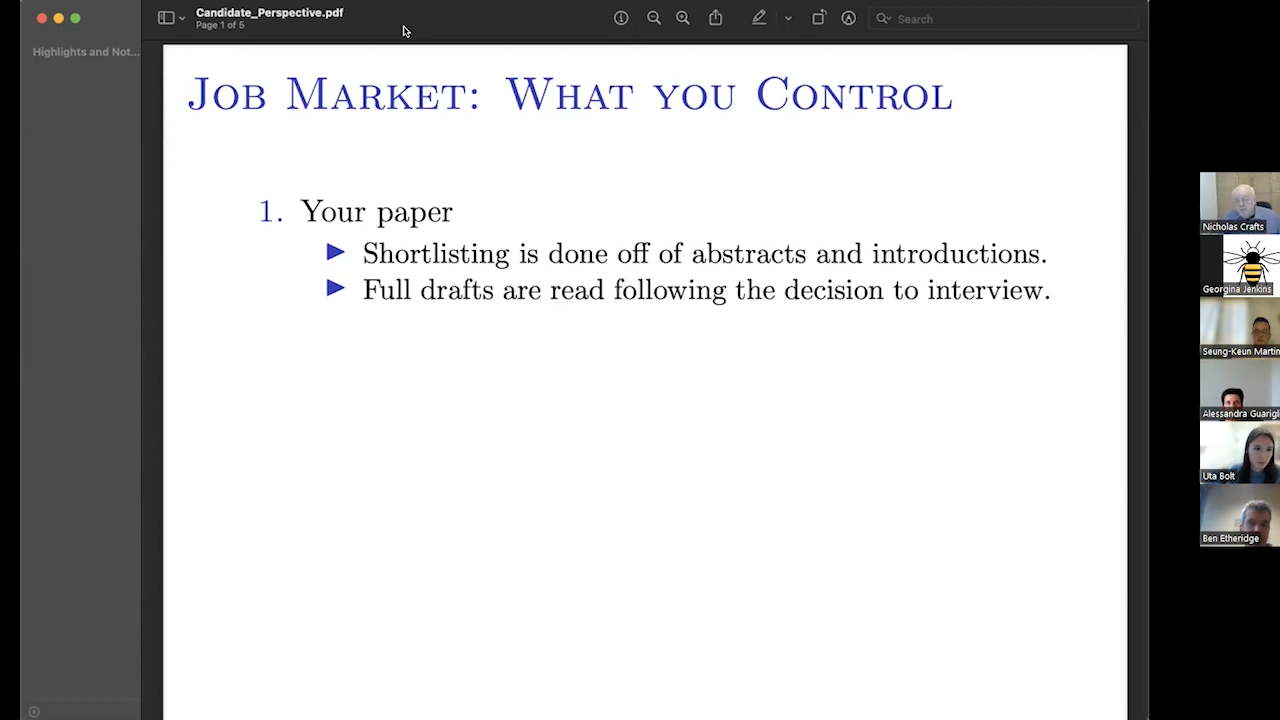 Candidate_Perspective.pdf
Page 1 of 5
Search
Highlights and Not...
JOB MARKET: WHAT YOU CONTROL
1. Your paper
▶ Shortlisting is done off of abstracts and introductions.
▶ Full drafts are read following the decision to interview.
Nicholas Crafts
Georgina Jenkins
Seung-Keun Martin
Alessandra Guarigl
Uta Bolt
Ben Etheridge